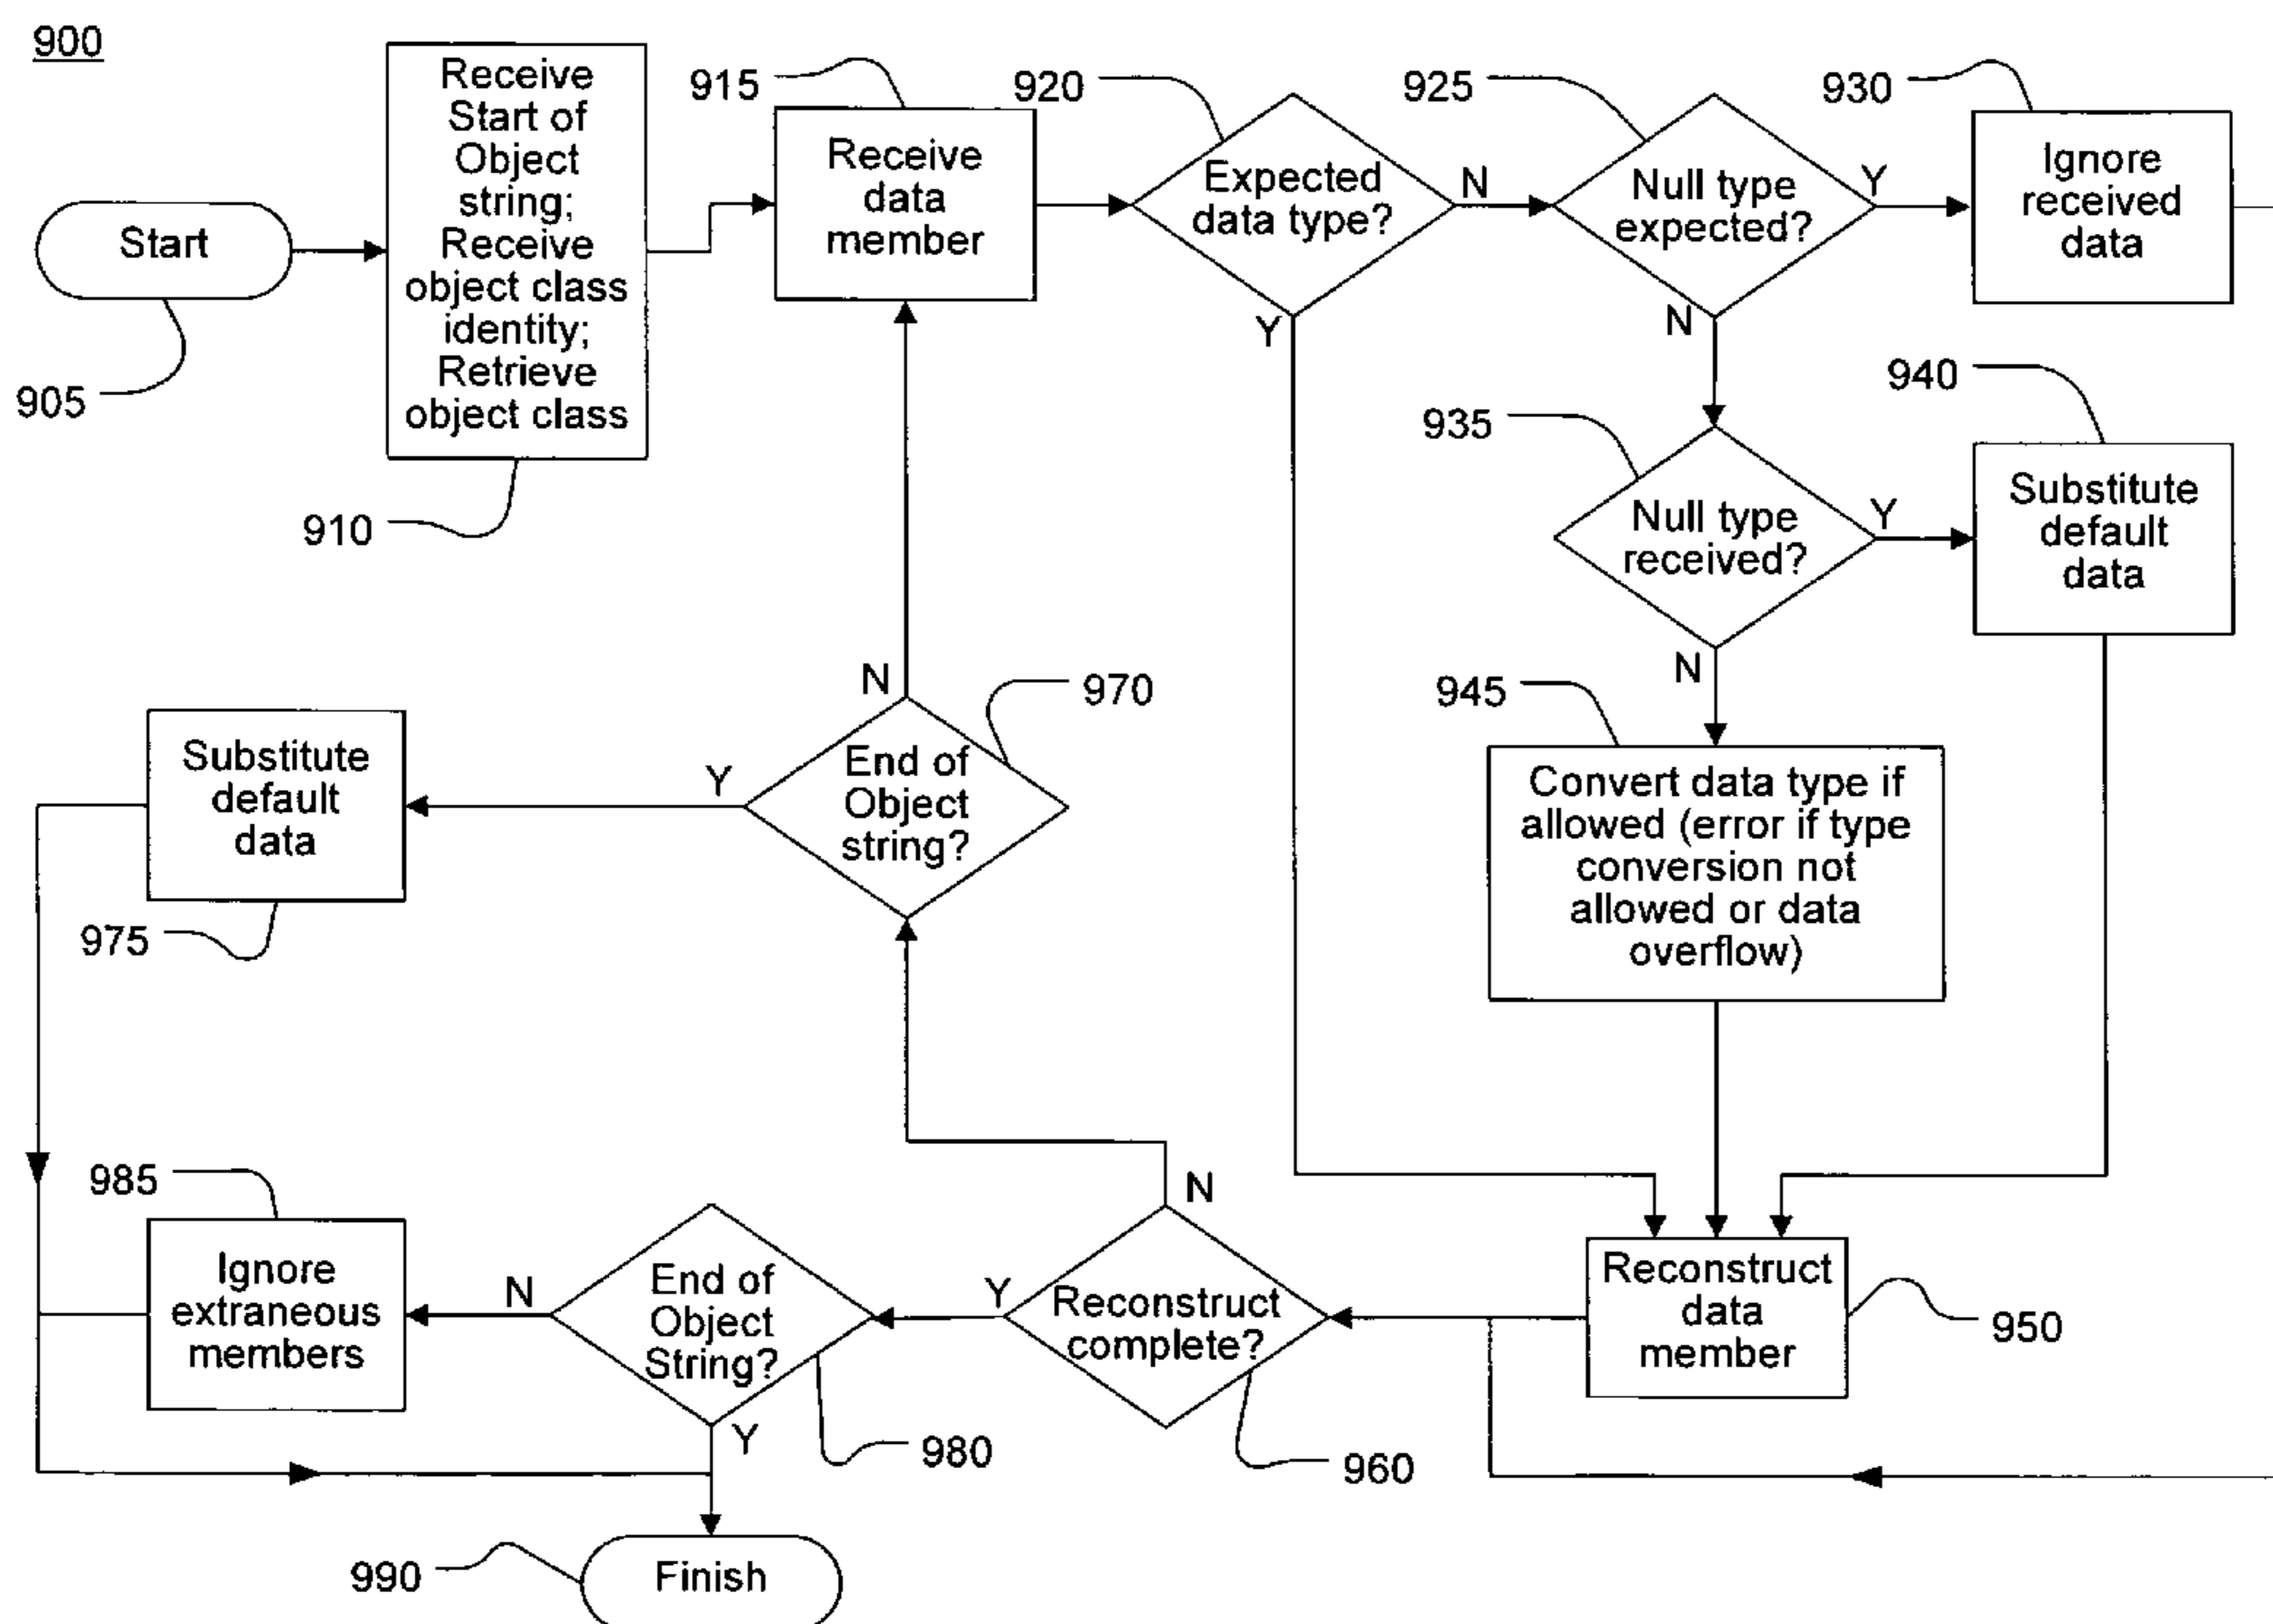 900
Receive
Start of
Object
string;
Receive
object class
identity;
Retrieve
object class
Start
905
910
915
Receive
data
member
920
Expected
data type?
N
Y
925
Null type
expected?
Y
N
930
Ignore
received
data
935
Null type
received?
Y
N
940
Substitute
default
data
945
Convert data type if
allowed (error if type
conversion not
allowed or data
overflow)
970
N
End of
Object
string?
Y
Substitute
default
data
975
985
Ignore
extraneous
members
N
End of
Object
String?
Y
980
Y
N
Reconstruct
complete?
960
Reconstruct
data
member
950
990
Finish